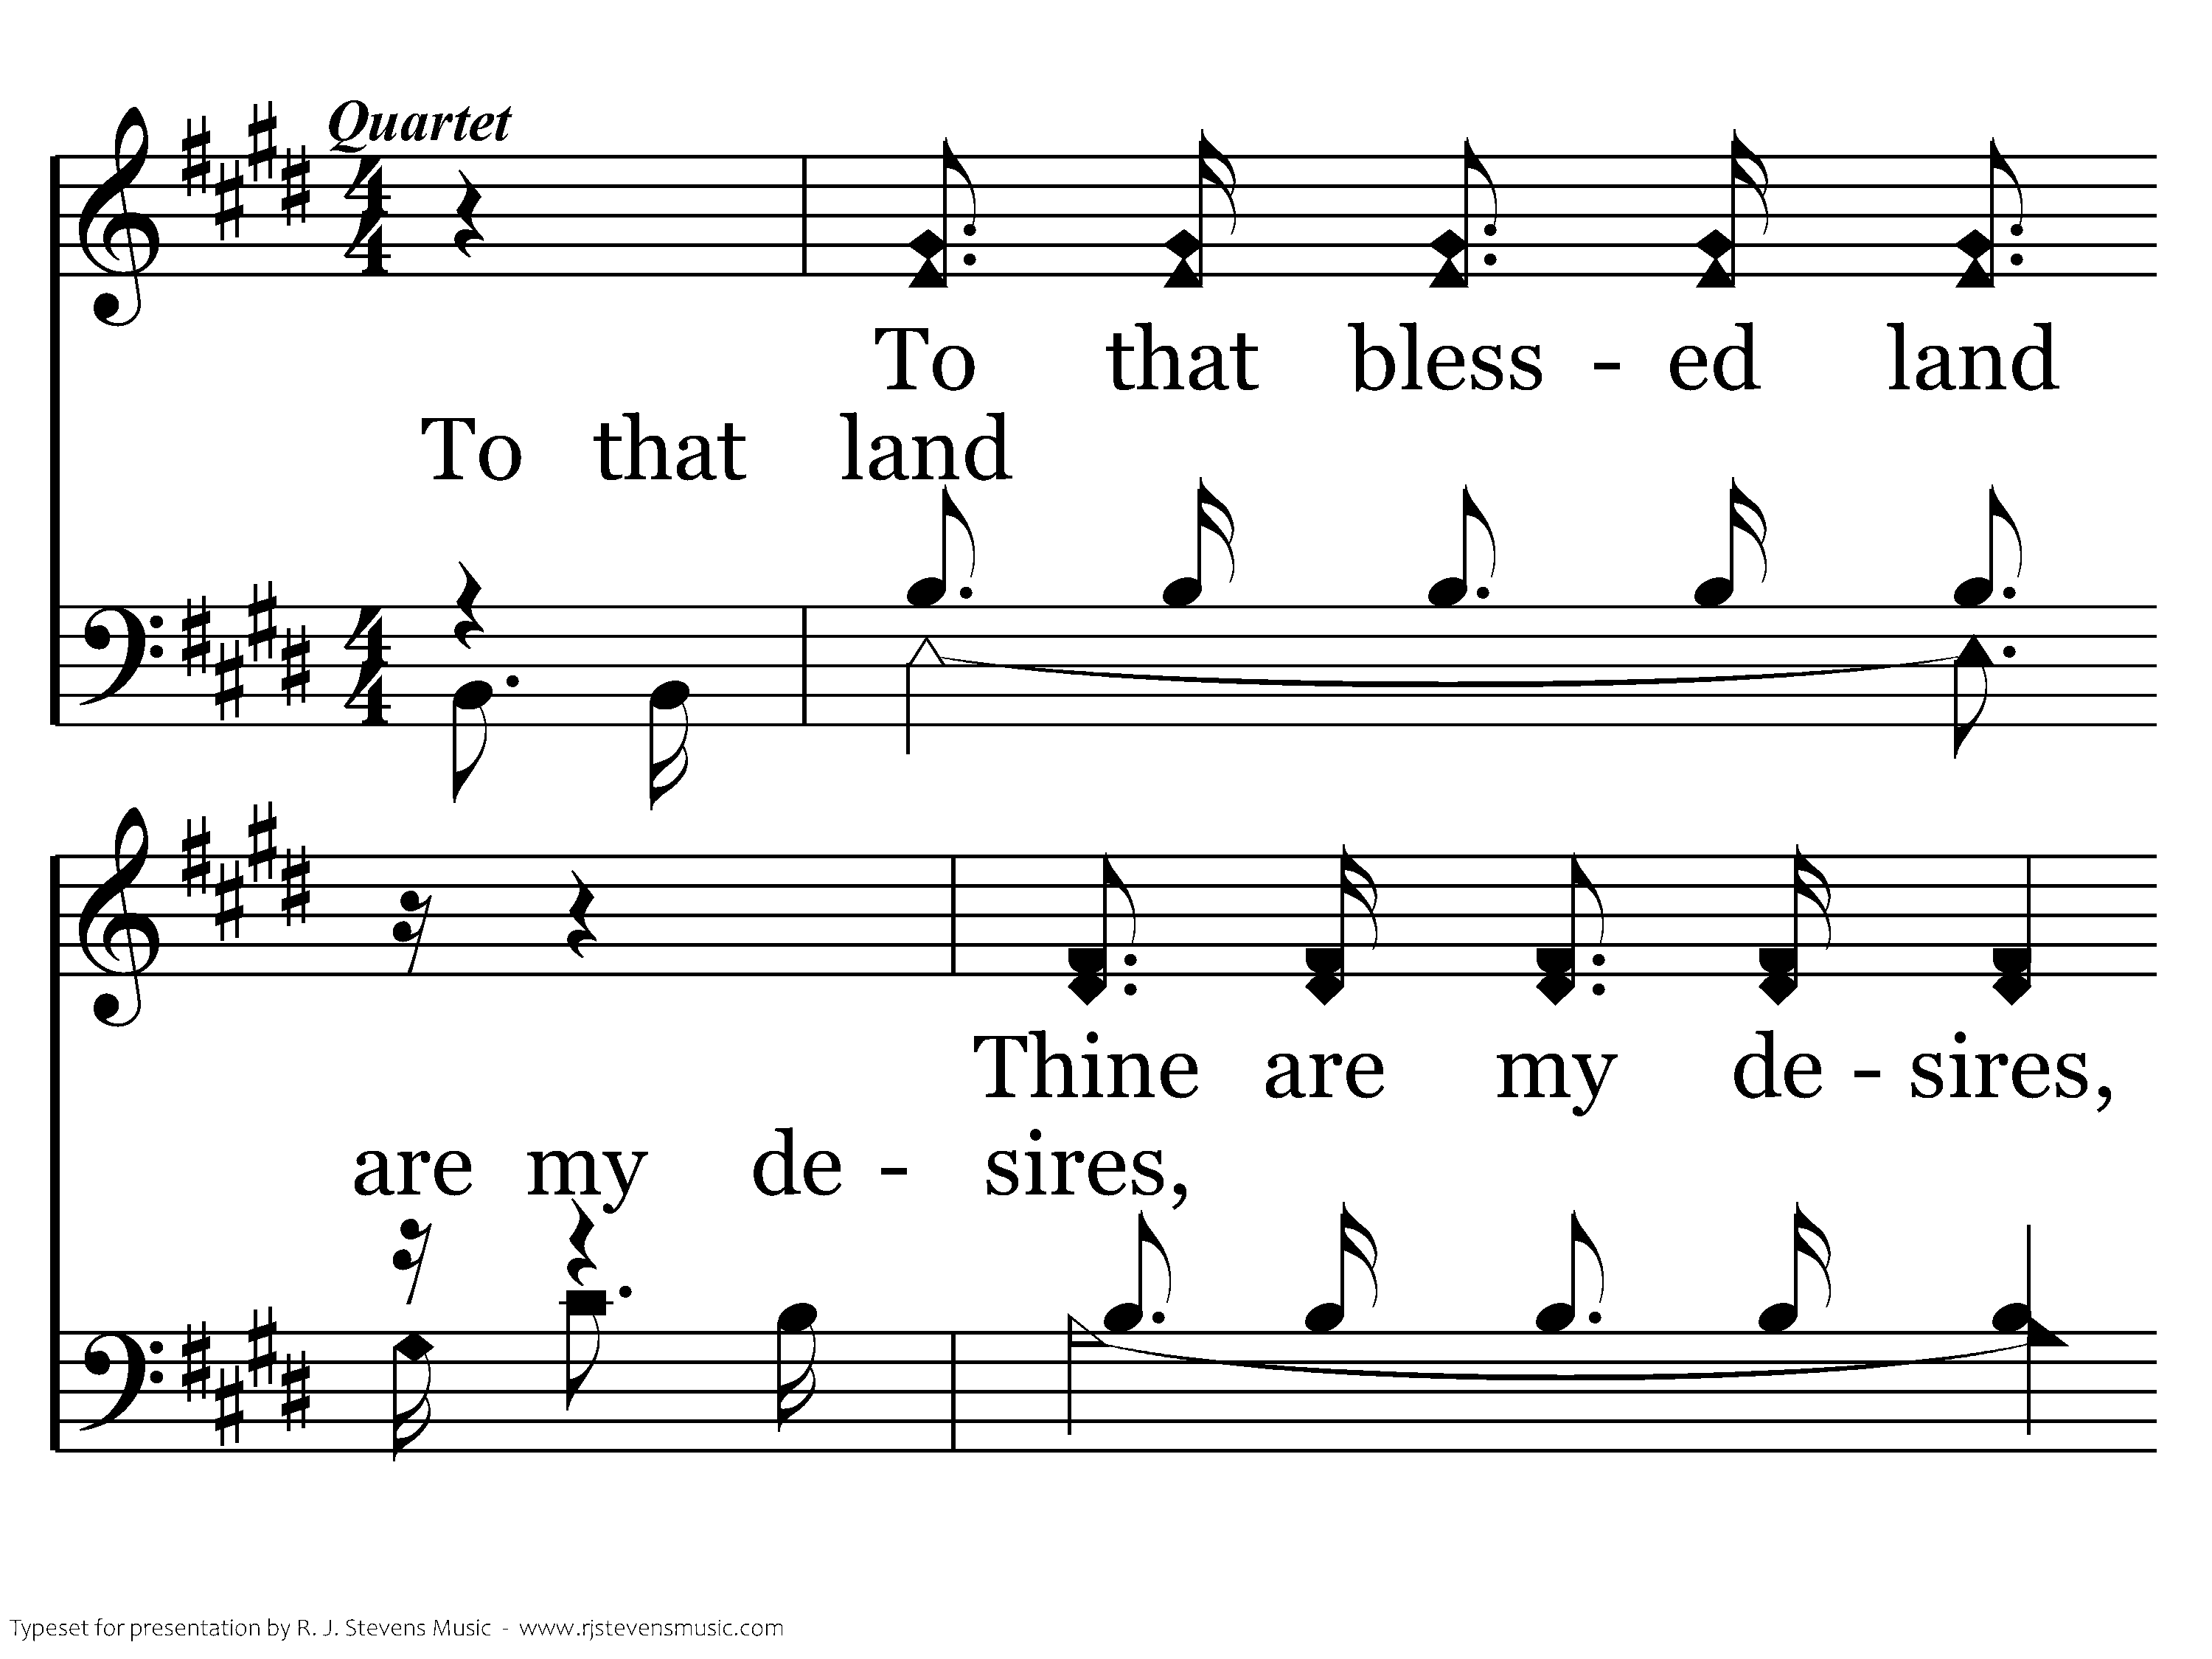 Quartet
To that bless - ed land
To that land
Thine are my de - sires,
are my de - sires,
Typeset for presentation by R. J. Stevens Music - www.rjstevensmusic.com